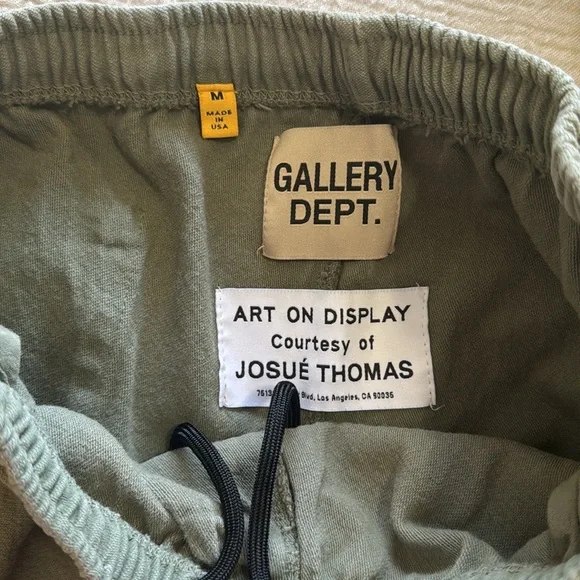 M
MADE
IN
USA
GALLERY
DEPT.
ART ON DISPLAY
Courtesy of
JOSUÉ THOMAS
Blvd, Los Angeles, CA 90035